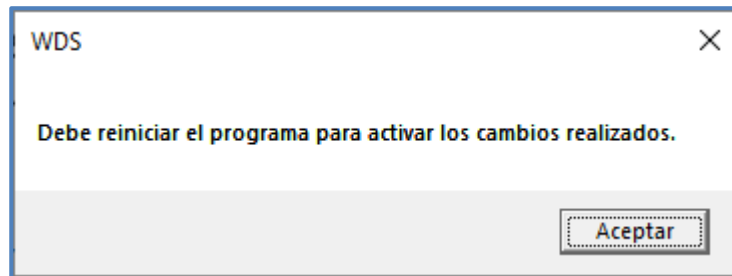 WDS
Debe reiniciar el programa para activar los cambios realizados.
Aceptar